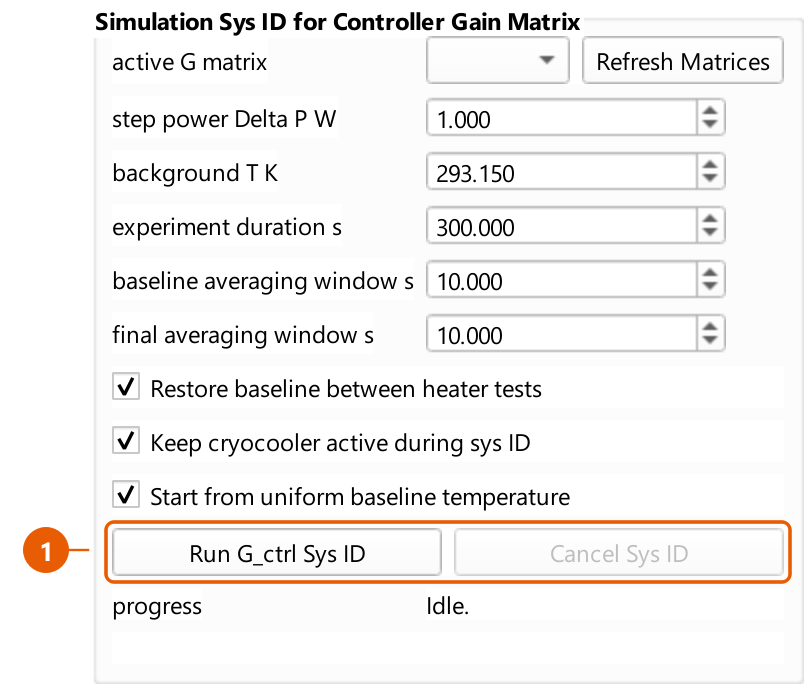 Simulation Sys ID for Controller Gain Matrix
active G matrix Refresh Matrices
step power Delta P W 1.000
background T K 293.150
experiment duration s 300.000
baseline averaging window s 10.000
final averaging window s 10.000
Restore baseline between heater tests
Keep cryocooler active during sys ID
Start from uniform baseline temperature
1 Run G_ctrl Sys ID Cancel Sys ID
progress Idle.